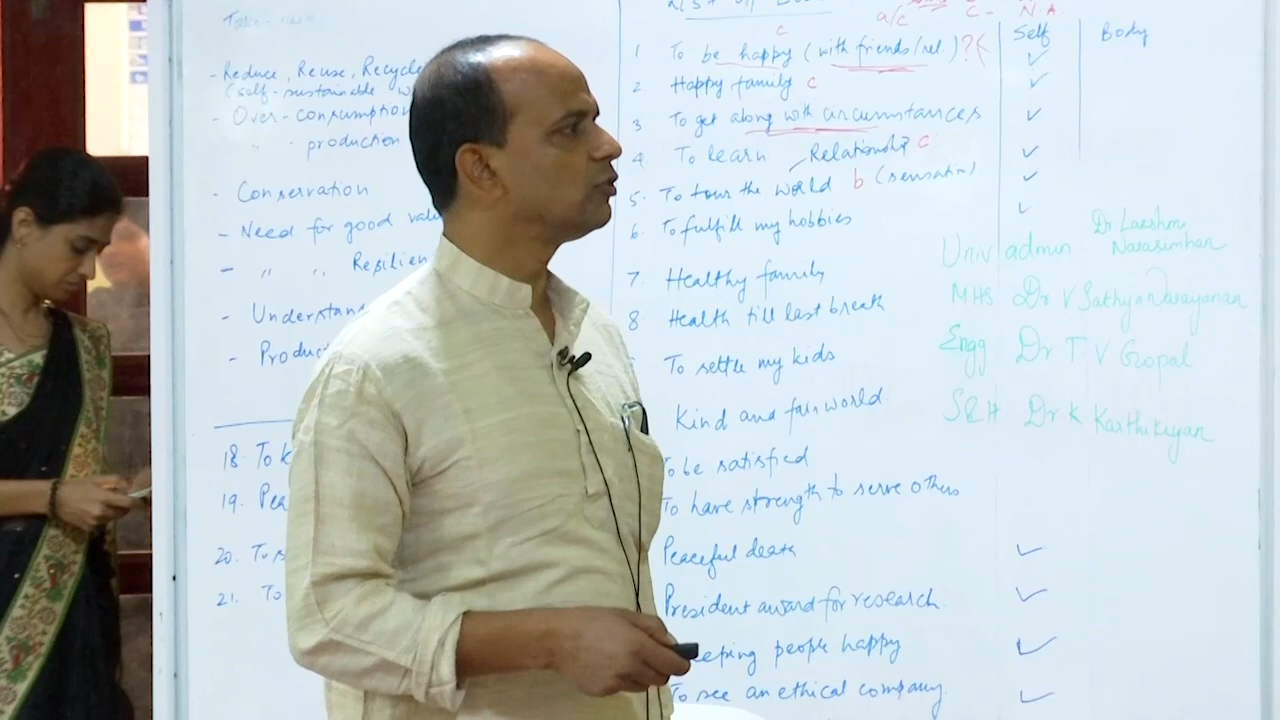 - Reduce, Reuse, Recycle
(self-sustainable
- Over-consumption
" production
- Conservation
- Need for good valu
- " " Resilien
- Understand
- Produc
18. To k
19. Pea
20. To s
21. To
a/c C - N.A.
Self Body
c
1 To be happy (with friends/rel.)?
2 Happy family c
3 To get along with circumstances
4. To learn Relationship c
5. To tour the world b (sensation)
6. To fulfill my hobbies
7. Healthy family
8 Health till last breath
To settle my kids
Kind and fair world
To be satisfied
To have strength to serve others
Peaceful death
President award for research.
eeping people happy
To see an ethical company.
Univ admin Dr Lakshmi
Narasimhan
MHS Dr V Sathyanarayanan
Engg Dr T V Gopal
S&H Dr K Karthikeyan